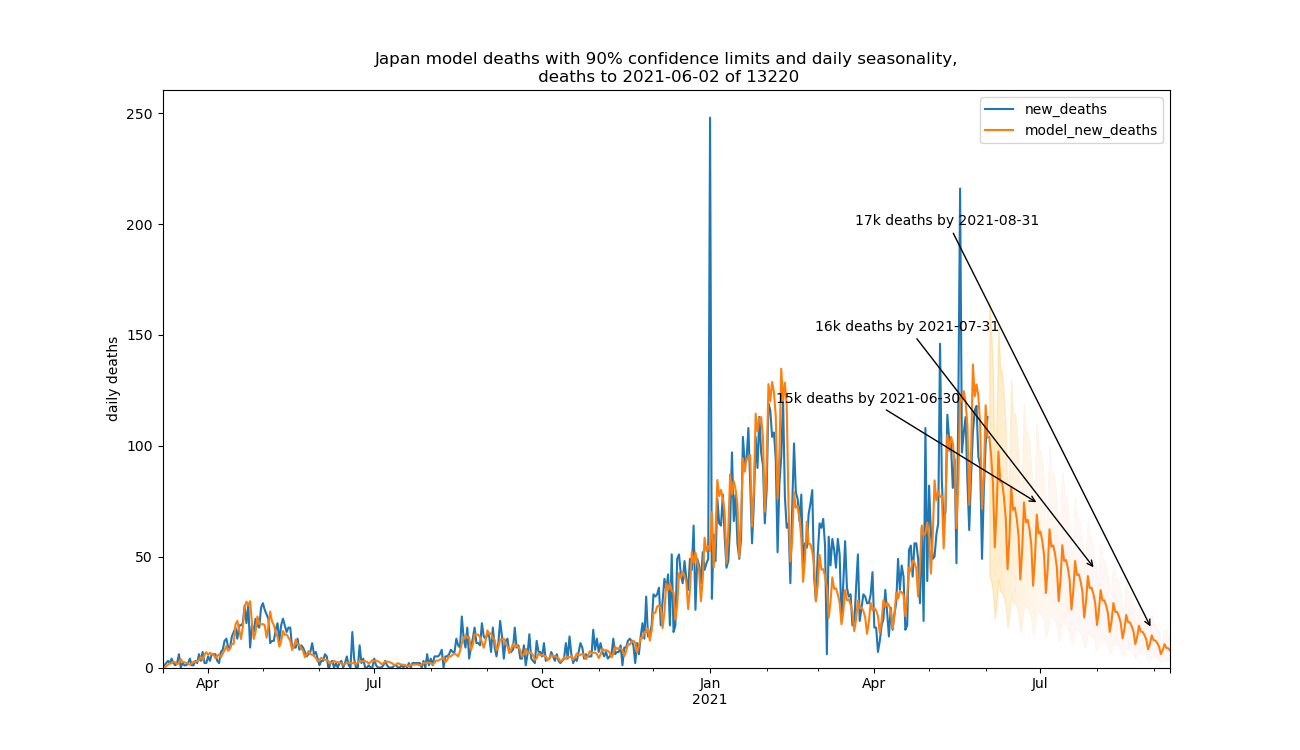 Japan model deaths with 90% confidence limits and daily seasonality,
deaths to 2021-06-02 of 13220
new_deaths
model_new_deaths
250
200
150
100
50
0
daily deaths
17k deaths by 2021-08-31
16k deaths by 2021-07-31
15k deaths by 2021-06-30
Apr
Jul
Oct
Jan
2021
Apr
Jul